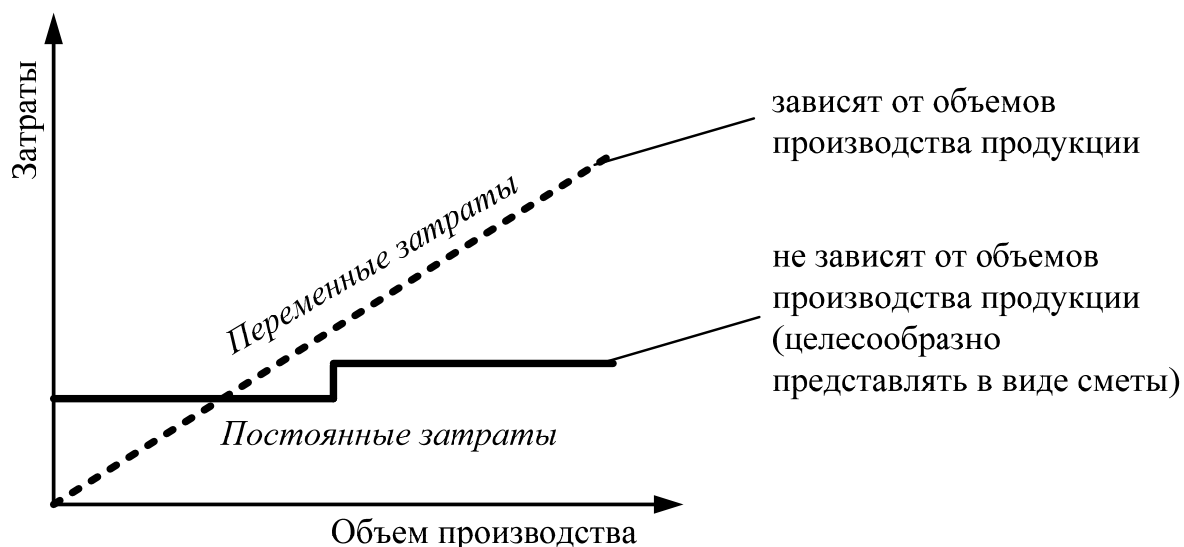 Затраты
зависят от объемов
производства продукции
Переменные затраты
не зависят от объемов
производства продукции
(целесообразно
представлять в виде сметы)
Постоянные затраты
Объем производства